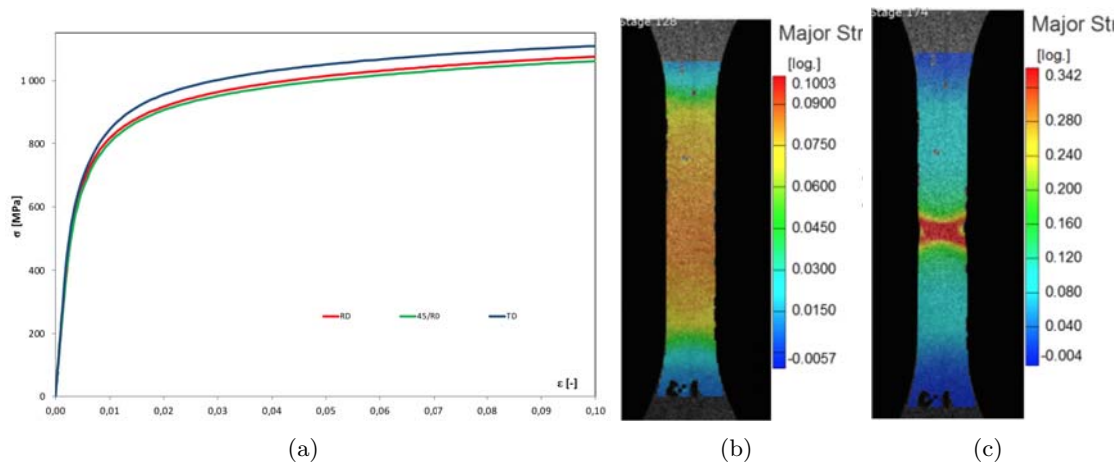 σ [MPa]
1 000
800
600
400
200
0
RD
45/RD
TD
ε [-]
0,00
0,01
0,02
0,03
0,04
0,05
0,06
0,07
0,08
0,09
0,10
(a)
Stage 128
Major Str
[log.]
0.1003
0.0900
0.0750
0.0600
0.0450
0.0300
0.0150
-0.0057
(b)
Stage 174
Major Str
[log.]
0.342
0.280
0.240
0.200
0.160
0.120
0.080
0.040
-0.004
(c)